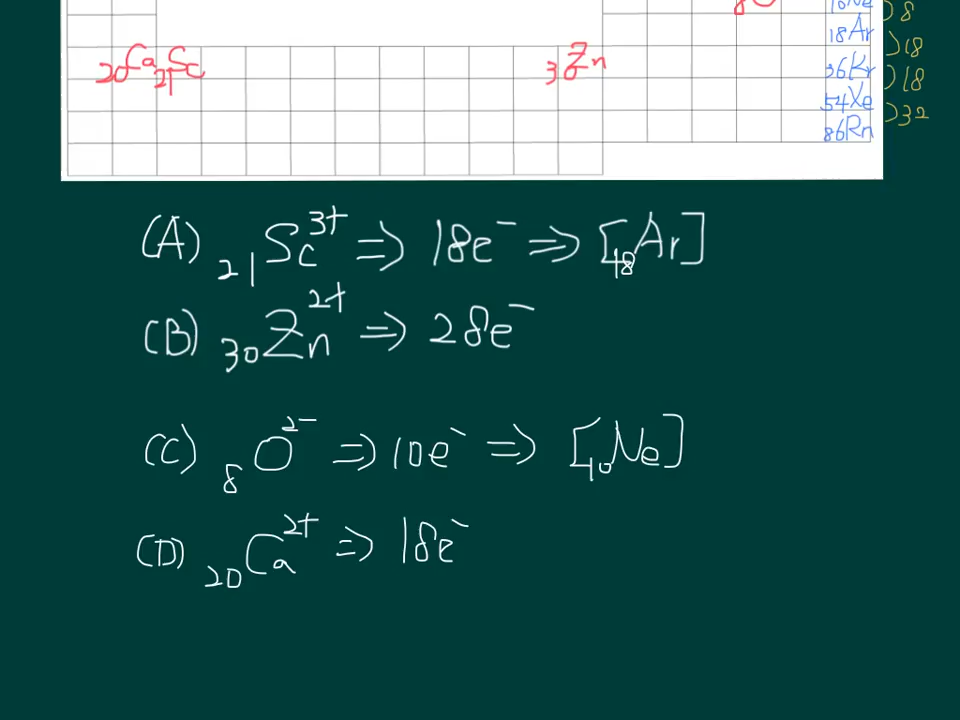 10Ne )8
18Ar )18
20Ca 21Sc 30Zn 36Kr )18
54Xe )32
86Rn
(A) 21Sc3+ ⇒ 18e− ⇒ [18Ar]
(B) 30Zn2+ ⇒ 28e−
(C) 8O2− ⇒ 10e− ⇒ [10Ne]
(D) 20Ca2+ ⇒ 18e−